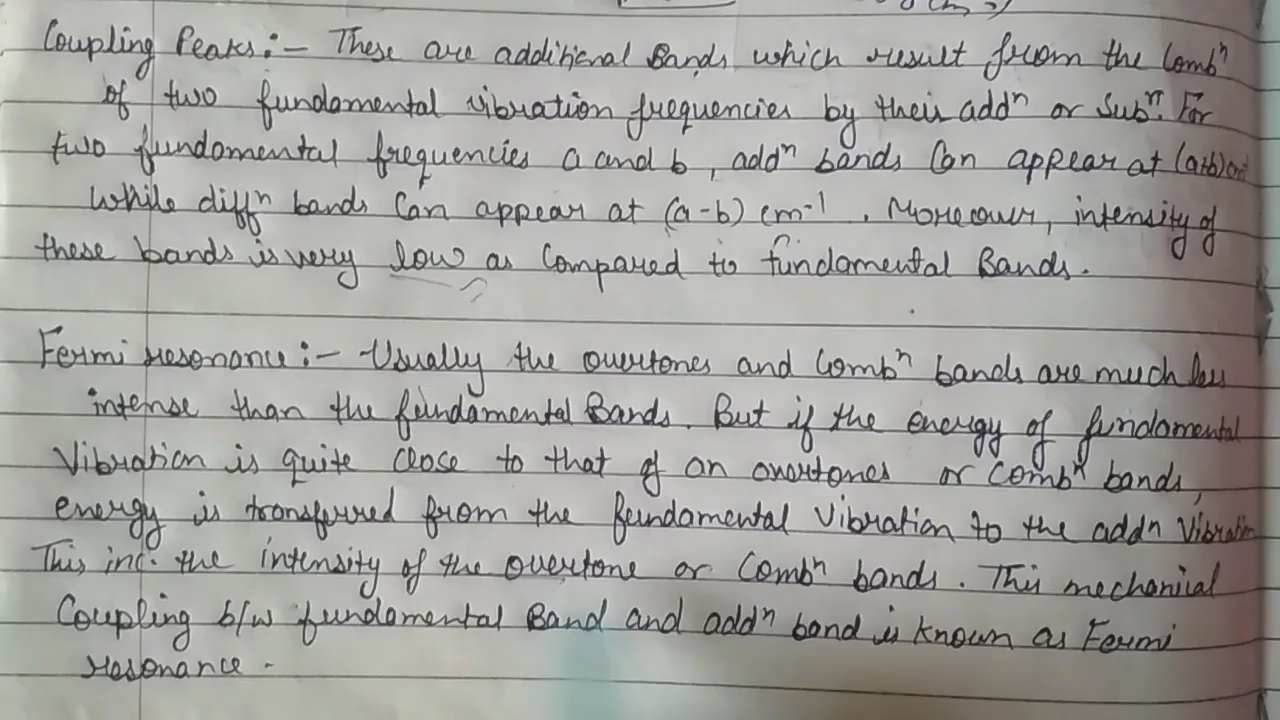 Coupling Peaks:- These are additional Bands which result from the Combⁿ
of two fundamental vibration frequencies by their addⁿ or Subⁿ. For
two fundamental frequencies a and b, addⁿ bands Can appear at (a+b)
While diffⁿ bands Can appear at (a-b) cm⁻¹. Moreover, intensity of
these bands is very low as Compared to fundamental Bands.
Fermi resonance:- Usually the overtones and Combⁿ bands are much less
intense than the fundamental Bands. But if the energy of fundamental
Vibration is quite close to that of an overtones or Combⁿ bands,
energy is transferred from the fundamental Vibration to the addⁿ Vibration
This inc. the intensity of the overtone or Combⁿ bands. This mechanical
Coupling b/w fundamental Band and addⁿ band is known as Fermi
resonance.